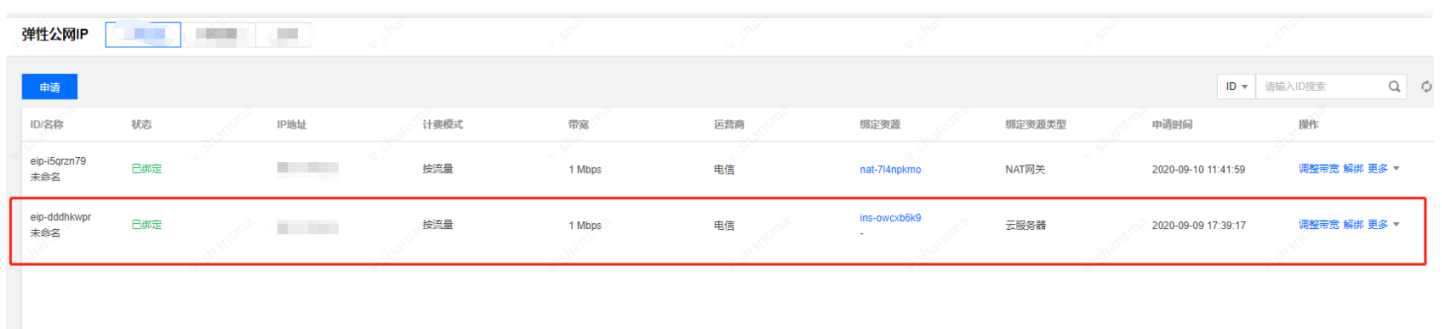 弹性公网IP
申请
ID
请输入ID搜索
ID/名称 状态 IP地址 计费模式 带宽 运营商 绑定资源 绑定资源类型 申请时间 操作
eip-i5qrzn79
未命名
已绑定 按流量 1 Mbps 电信 nat-7l4npkmo NAT网关 2020-09-10 11:41:59 调整带宽 解绑 更多
eip-dddhkwpr
未命名
已绑定 按流量 1 Mbps 电信 ins-owcxb6k9
-
云服务器 2020-09-09 17:39:17 调整带宽 解绑 更多
v_shansma